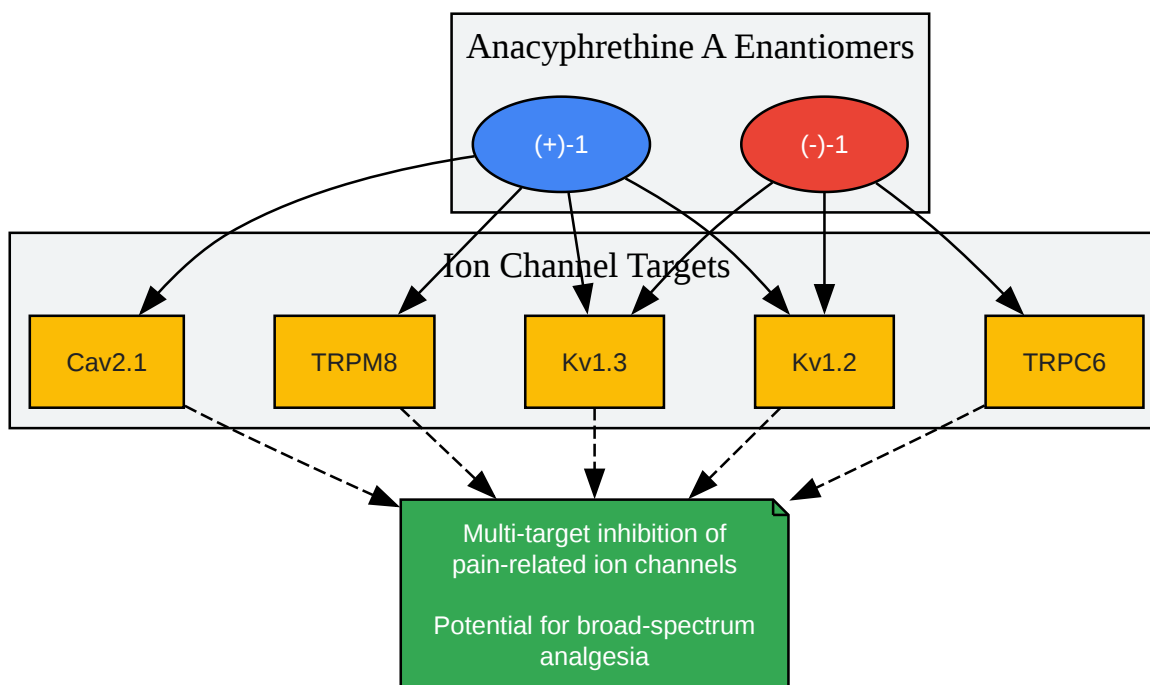 Anacyphrethine A Enantiomers
(+)-1
(-)-1
Ion Channel Targets
Cav2.1
TRPM8
Kv1.3
Kv1.2
TRPC6
Multi-target inhibition of
pain-related ion channels
Potential for broad-spectrum
analgesia